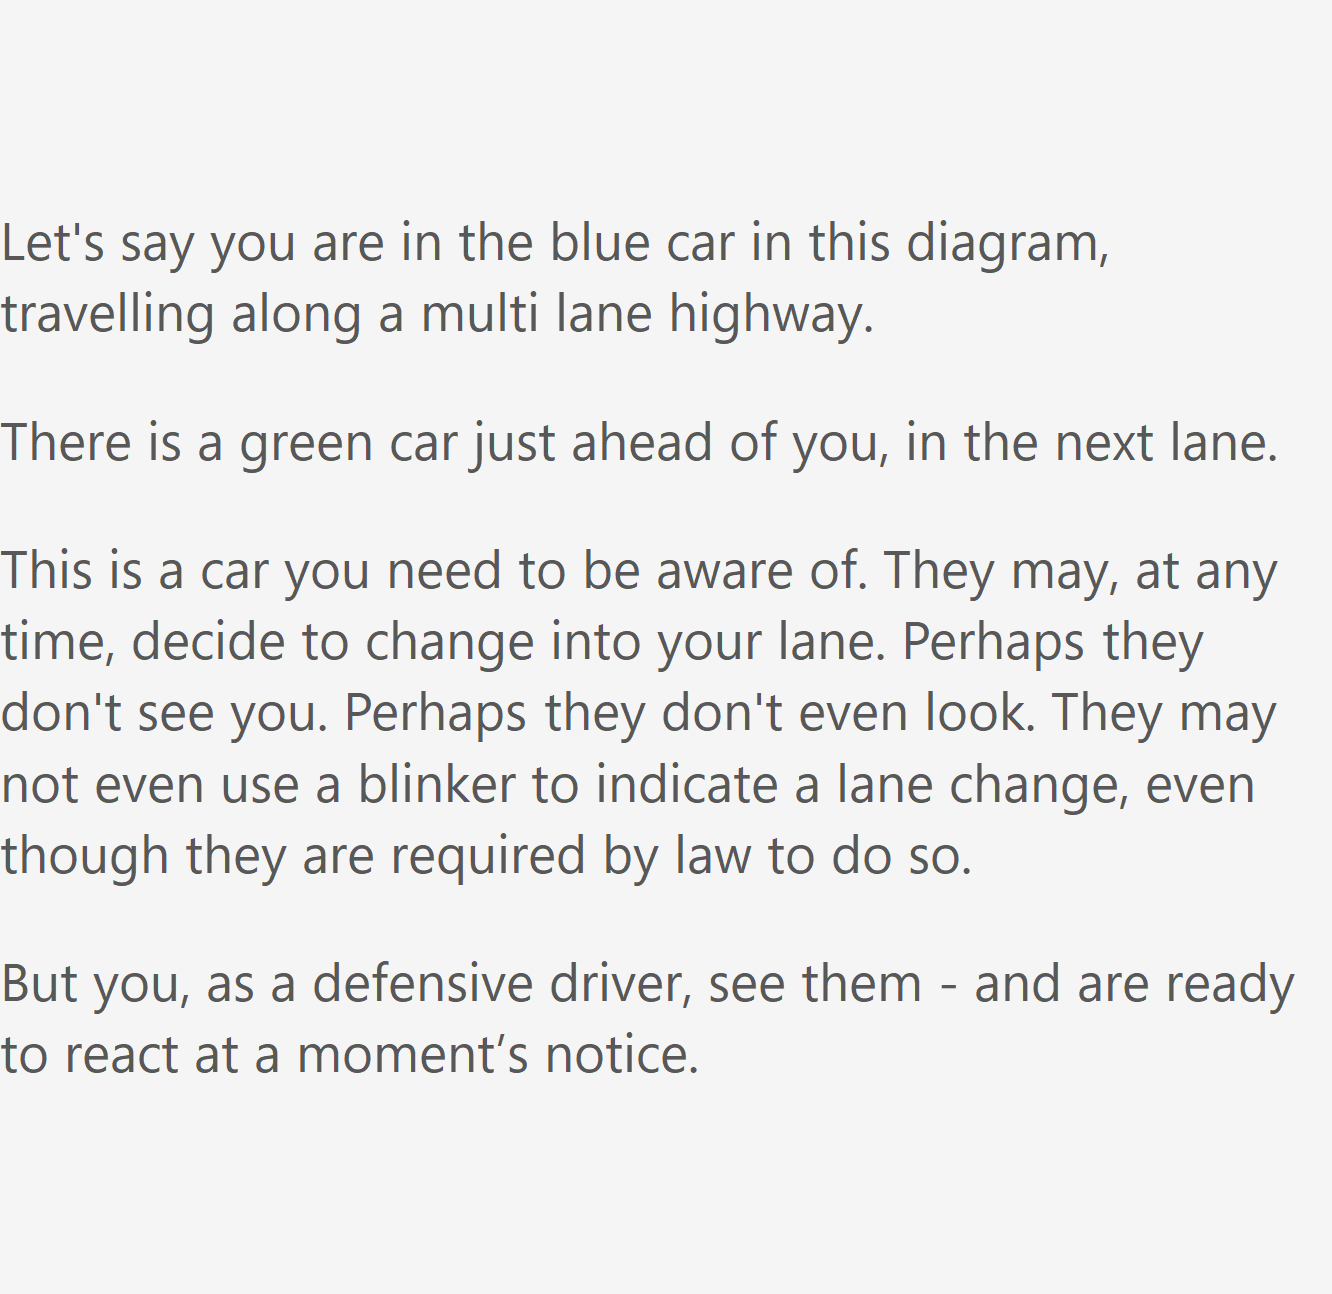 Let's say you are in the blue car in this diagram,
travelling along a multi lane highway.
There is a green car just ahead of you, in the next lane.
This is a car you need to be aware of. They may, at any
time, decide to change into your lane. Perhaps they
don't see you. Perhaps they don't even look. They may
not even use a blinker to indicate a lane change, even
though they are required by law to do so.
But you, as a defensive driver, see them - and are ready
to react at a moment’s notice.